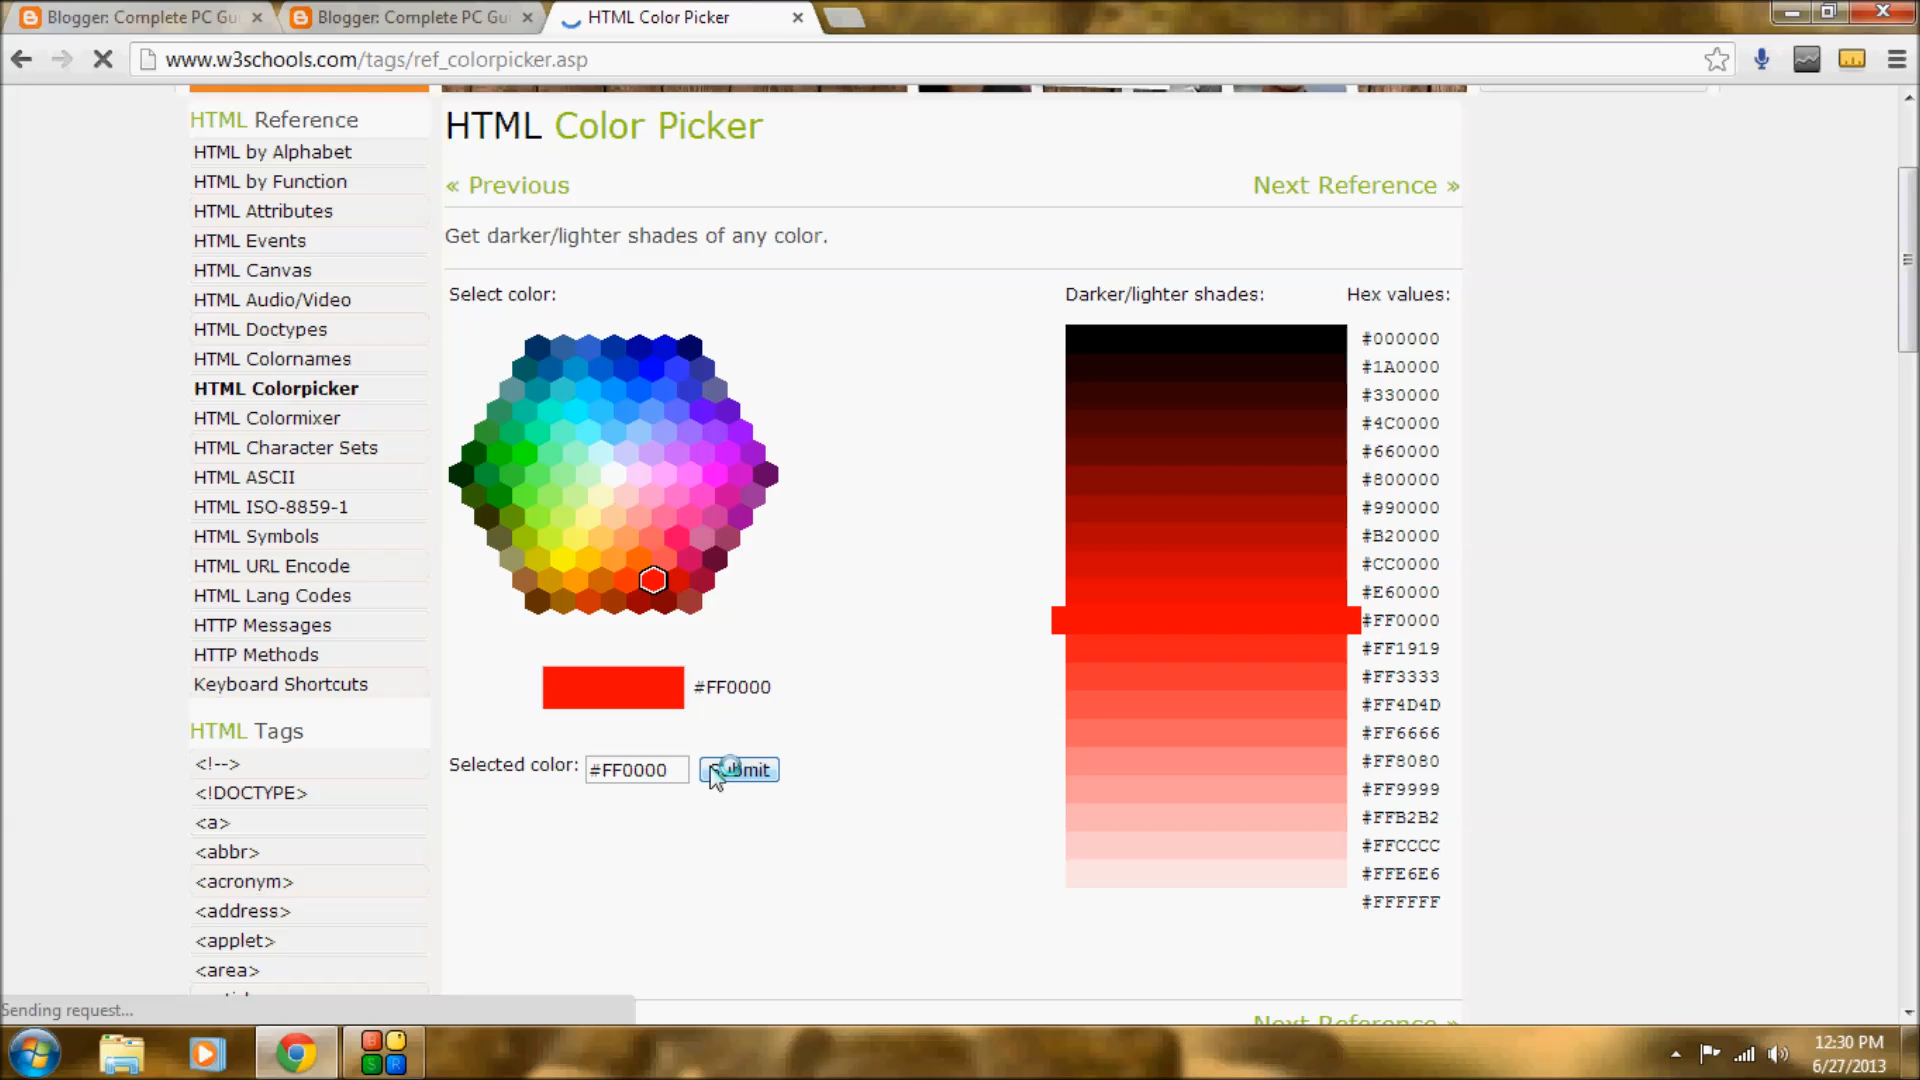 Blogger: Complete PC Gui
Blogger: Complete PC Gui
HTML Color Picker
www.w3schools.com/tags/ref_colorpicker.asp
HTML Reference
HTML by Alphabet
HTML by Function
HTML Attributes
HTML Events
HTML Canvas
HTML Audio/Video
HTML Doctypes
HTML Colornames
HTML Colorpicker
HTML Colormixer
HTML Character Sets
HTML ASCII
HTML ISO-8859-1
HTML Symbols
HTML URL Encode
HTML Lang Codes
HTTP Messages
HTTP Methods
Keyboard Shortcuts
HTML Tags
<!-->
<!DOCTYPE>
<a>
<abbr>
<acronym>
<address>
<applet>
<area>
HTML Color Picker
« Previous
Next Reference »
Get darker/lighter shades of any color.
Select color:
#FF0000
Selected color: #FF0000 Submit
Darker/lighter shades: Hex values:
#000000
#1A0000
#330000
#4C0000
#660000
#800000
#990000
#B20000
#CC0000
#E60000
#FF0000
#FF1919
#FF3333
#FF4D4D
#FF6666
#FF8080
#FF9999
#FFB2B2
#FFCCCC
#FFE6E6
#FFFFFF
Next Reference »
Sending request...
12:30 PM
6/27/2013